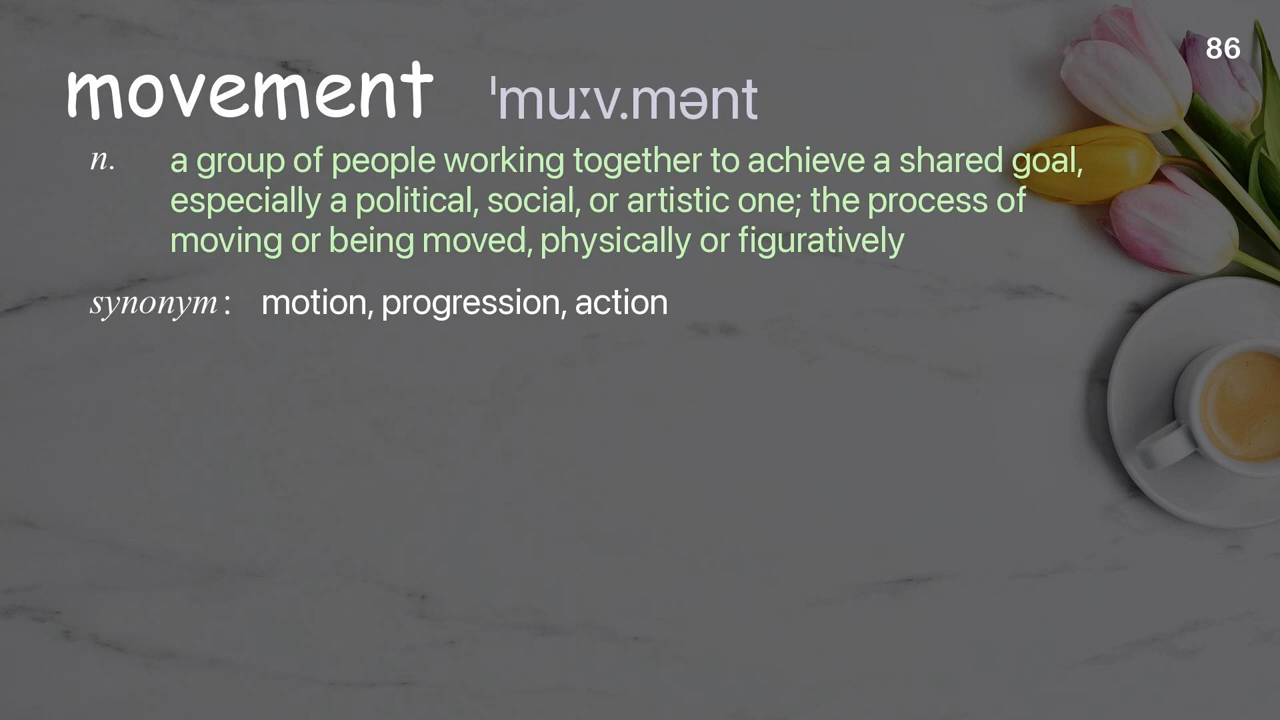 86
movement ˈmuːv.mənt
n. a group of people working together to achieve a shared goal,
especially a political, social, or artistic one; the process of
moving or being moved, physically or figuratively
synonym: motion, progression, action